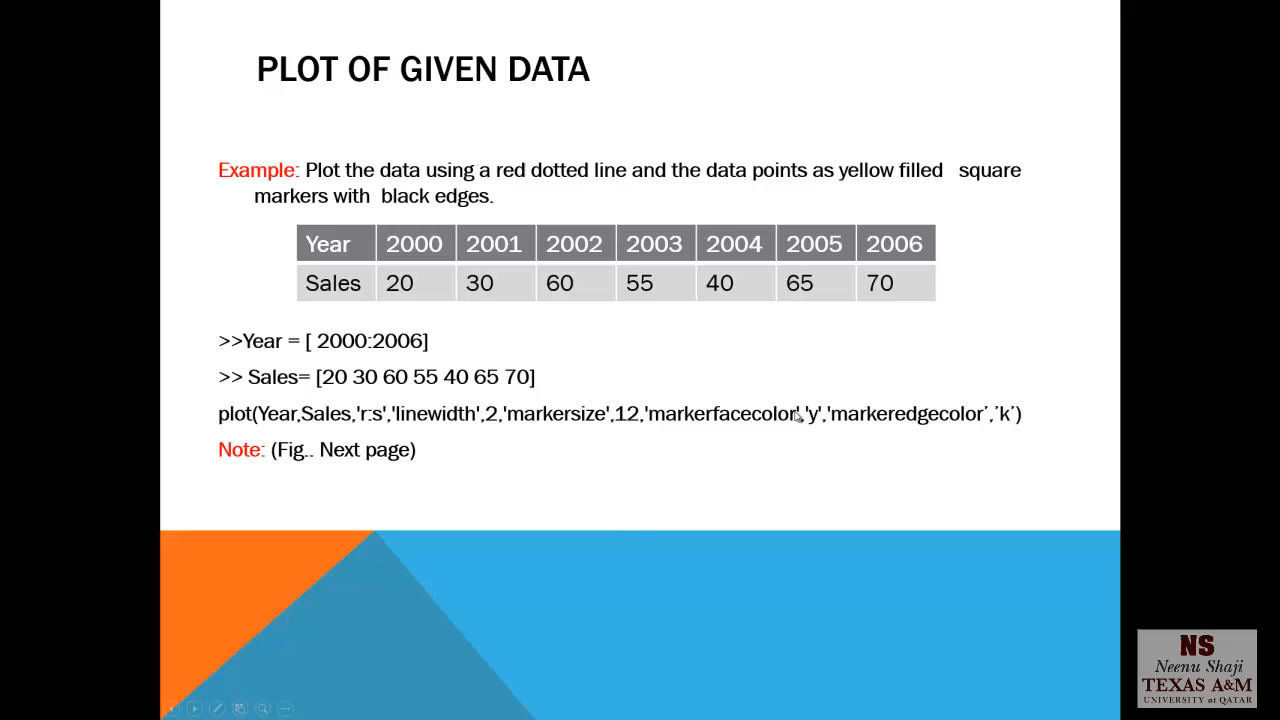 PLOT OF GIVEN DATA
Example: Plot the data using a red dotted line and the data points as yellow filled square
markers with black edges.
Year 2000 2001 2002 2003 2004 2005 2006
Sales 20 30 60 55 40 65 70
>>Year = [ 2000:2006]
>> Sales= [20 30 60 55 40 65 70]
plot(Year,Sales,'r:s','linewidth',2,'markersize',12,'markerfacecolor','y','markeredgecolor’,’k’)
Note: (Fig.. Next page)
NS
Neenu Shaji
TEXAS A&M
UNIVERSITY at QATAR